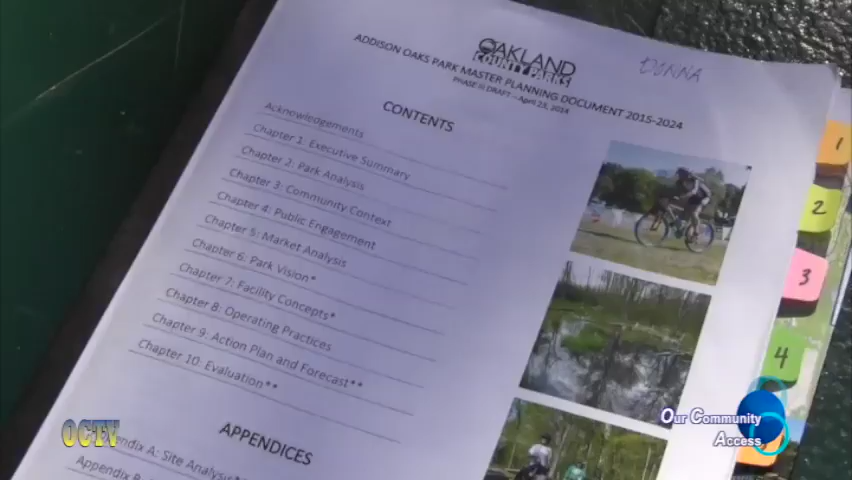 OAKLAND
COUNTY PARKS
DONNA
ADDISON OAKS PARK MASTER PLANNING DOCUMENT 2015-2024
PHASE II DRAFT – April 23, 2024
CONTENTS
Acknowledgements
Chapter 1: Executive Summary
Chapter 2: Park Analysis
Chapter 3: Community Context
Chapter 4: Public Engagement
Chapter 5: Market Analysis
Chapter 6: Park Vision*
Chapter 7: Facility Concepts*
Chapter 8: Operating Practices
Chapter 9: Action Plan and Forecast**
Chapter 10: Evaluation**
APPENDICES
A: Site Analysis
Appendix
1
2
3
4
OCTV
Our Community
Access